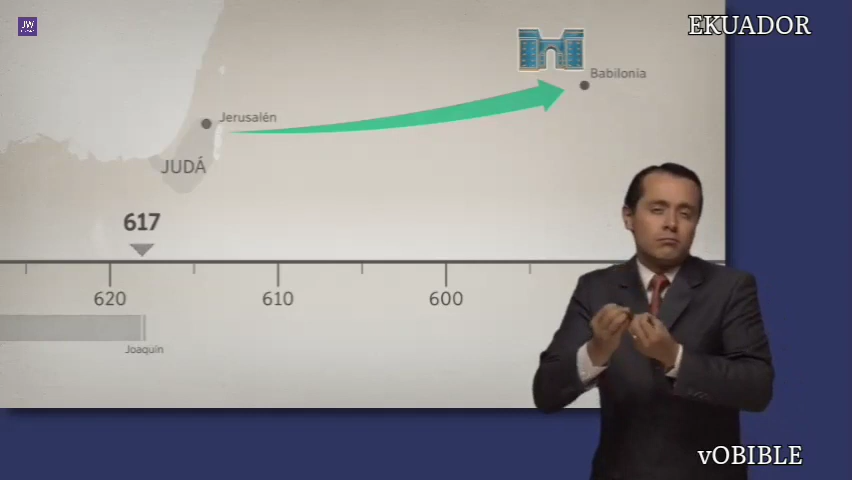 JW
EKUADOR
Babilonia
Jerusalén
JUDÁ
617
620
610
600
Joaquín
vOBIBLE